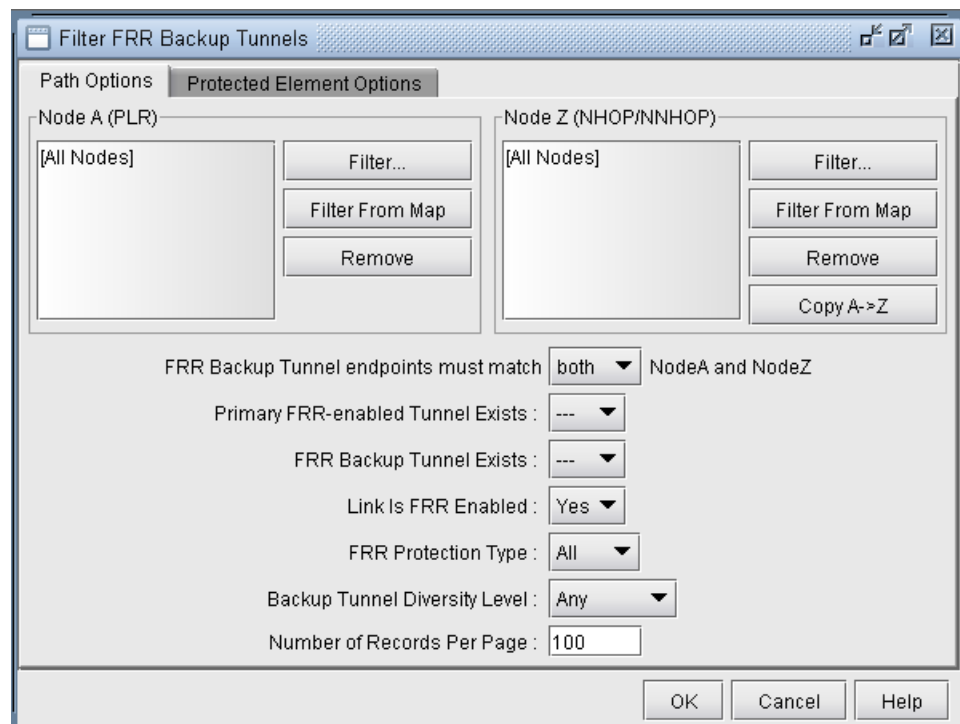 Filter FRR Backup Tunnels
Path Options
Protected Element Options
Node A (PLR)
[All Nodes]
Filter...
Filter From Map
Remove
Node Z (NHOP/NNHOP)
[All Nodes]
Filter...
Filter From Map
Remove
Copy A->Z
FRR Backup Tunnel endpoints must match both NodeA and NodeZ
Primary FRR-enabled Tunnel Exists : ---
FRR Backup Tunnel Exists : ---
Link Is FRR Enabled : Yes
FRR Protection Type : All
Backup Tunnel Diversity Level : Any
Number of Records Per Page : 100
OK Cancel Help